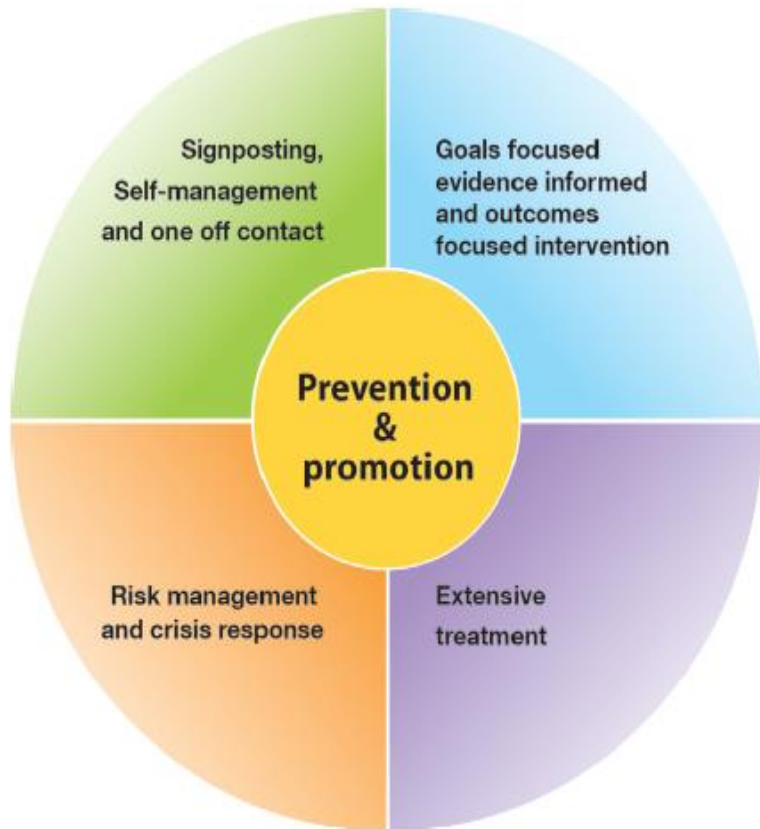 Signposting,
Self-management
and one off contact
Goals focused
evidence informed
and outcomes
focused intervention
Prevention
&
promotion
Risk management
and crisis response
Extensive
treatment